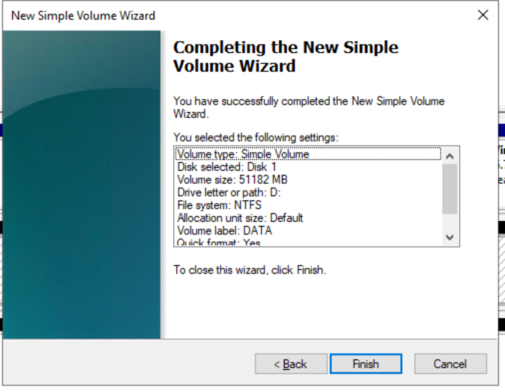 New Simple Volume Wizard
Completing the New Simple
Volume Wizard
You have successfully completed the New Simple Volume
Wizard.
You selected the following settings:
Volume type: Simple Volume
Disk selected: Disk 1
Volume size: 51182 MB
Drive letter or path: D:
File system: NTFS
Allocation unit size: Default
Volume label: DATA
Quick format: Yes
To close this wizard, click Finish.
< Back
Finish
Cancel